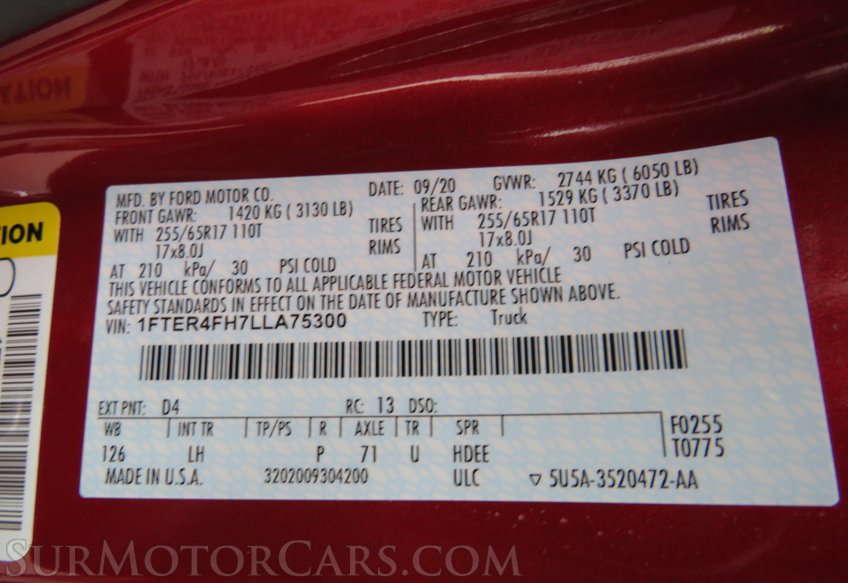 ATION
ION
MFD. BY FORD MOTOR CO. DATE: 09/20 GVWR: 2744 KG ( 6050 LB)
FRONT GAWR: 1420 KG ( 3130 LB) REAR GAWR: 1529 KG ( 3370 LB)
WITH 255/65R17 110T TIRES WITH 255/65R17 110T TIRES
17x8.0J RIMS 17x8.0J RIMS
AT 210 kPa/ 30 PSI COLD AT 210 kPa/ 30 PSI COLD
THIS VEHICLE CONFORMS TO ALL APPLICABLE FEDERAL MOTOR VEHICLE
SAFETY STANDARDS IN EFFECT ON THE DATE OF MANUFACTURE SHOWN ABOVE.
VIN: 1FTER4FH7LLA75300 TYPE: Truck
EXT PNT: D4 RC: 13 DSO: F0255
WB INT TR TP/PS R AXLE TR SPR T0775
126 LH P 71 U HDEE
MADE IN U.S.A. 3202009304200 ULC ▽ 5U5A-3520472-AA
SURMOTORCARS.COM